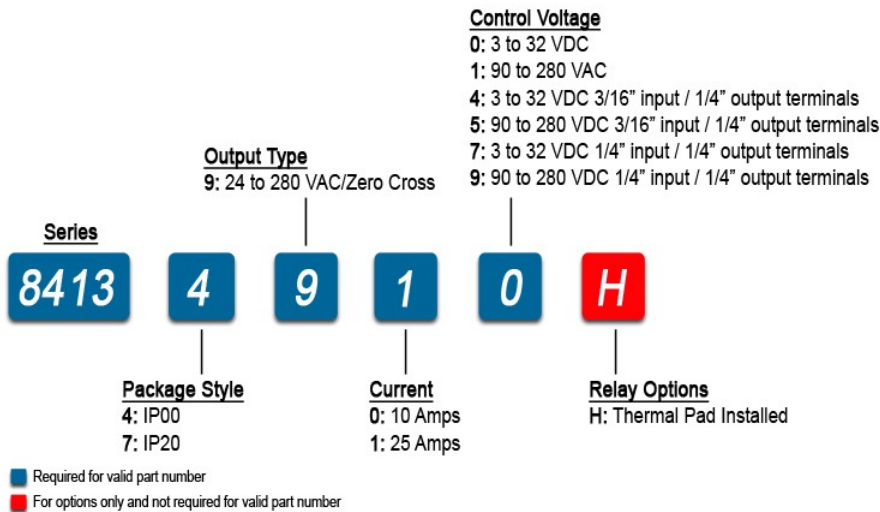 Control Voltage
0: 3 to 32 VDC
1: 90 to 280 VAC
4: 3 to 32 VDC 3/16” input / 1/4” output terminals
5: 90 to 280 VDC 3/16” input / 1/4” output terminals
7: 3 to 32 VDC 1/4” input / 1/4” output terminals
9: 90 to 280 VDC 1/4” input / 1/4” output terminals
Output Type
9: 24 to 280 VAC/Zero Cross
Series
8413 4 9 1 0 H
Package Style
4: IP00
7: IP20
Current
0: 10 Amps
1: 25 Amps
Relay Options
H: Thermal Pad Installed
Required for valid part number
For options only and not required for valid part number